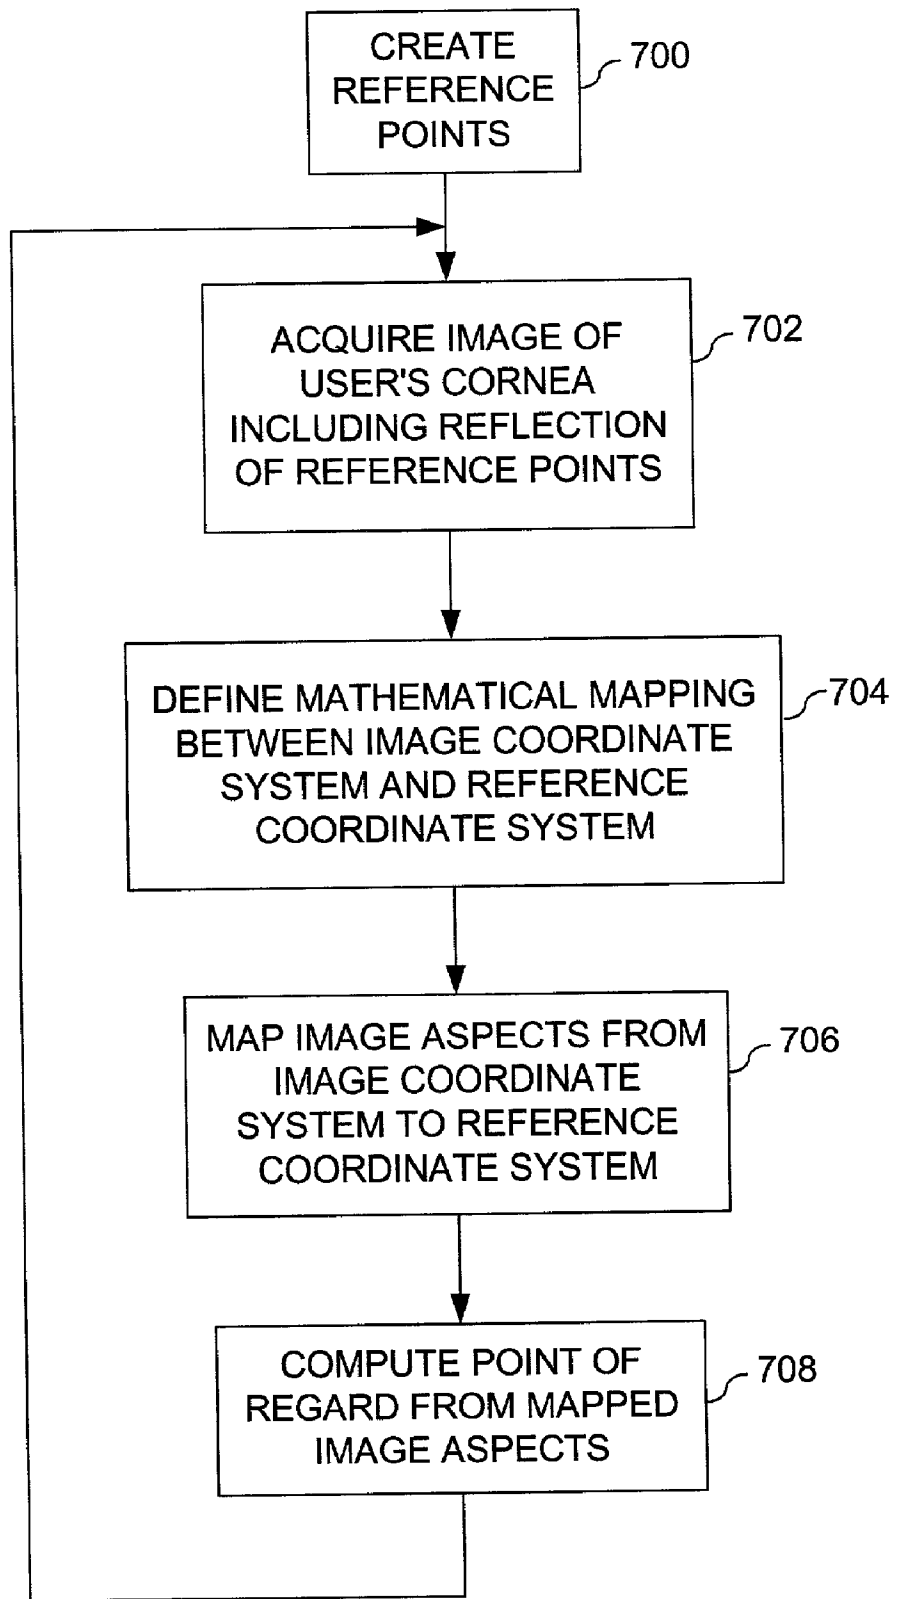 CREATE
REFERENCE
POINTS
700
ACQUIRE IMAGE OF
USER'S CORNEA
INCLUDING REFLECTION
OF REFERENCE POINTS
702
DEFINE MATHEMATICAL MAPPING
BETWEEN IMAGE COORDINATE
SYSTEM AND REFERENCE
COORDINATE SYSTEM
704
MAP IMAGE ASPECTS FROM
IMAGE COORDINATE
SYSTEM TO REFERENCE
COORDINATE SYSTEM
706
COMPUTE POINT OF
REGARD FROM MAPPED
IMAGE ASPECTS
708